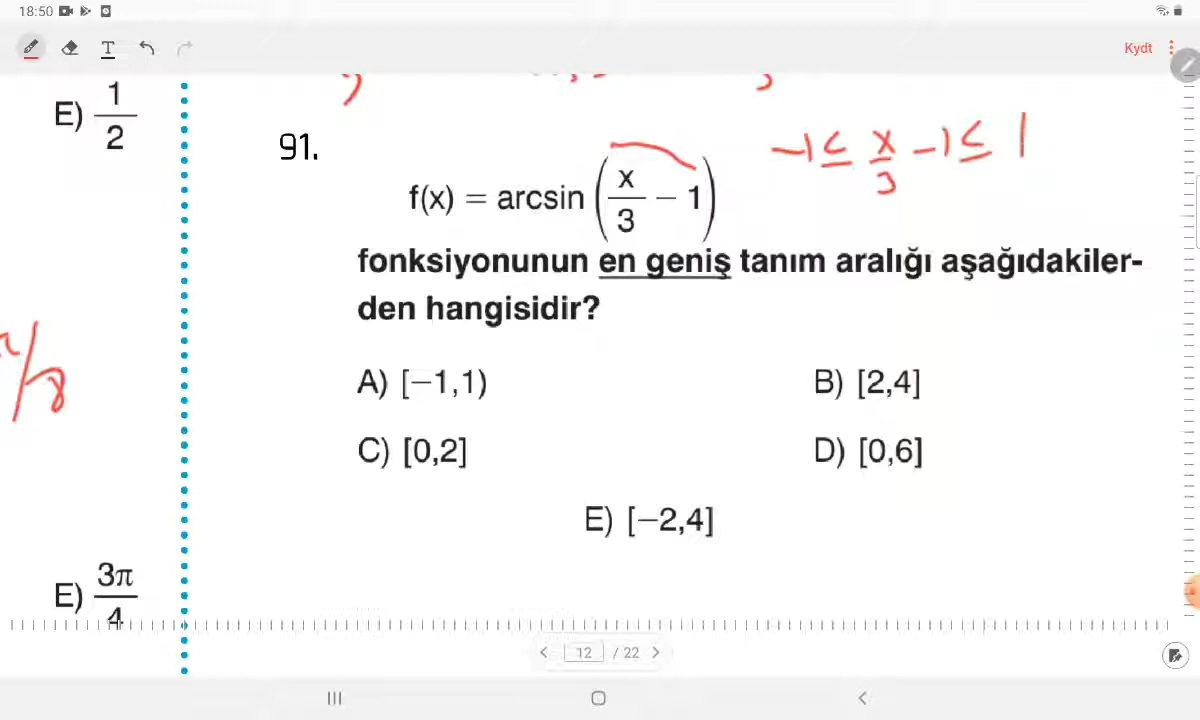 18:50
T
Kydt
E) 1/2
91.
f(x) = arcsin (x/3 − 1)
-1 ≤ x/3 -1 ≤ 1
fonksiyonunun en geniş tanım aralığı aşağıdakiler-
den hangisidir?
A) [−1,1)
B) [2,4]
C) [0,2]
D) [0,6]
E) [−2,4]
E) 3π/4
12 / 22